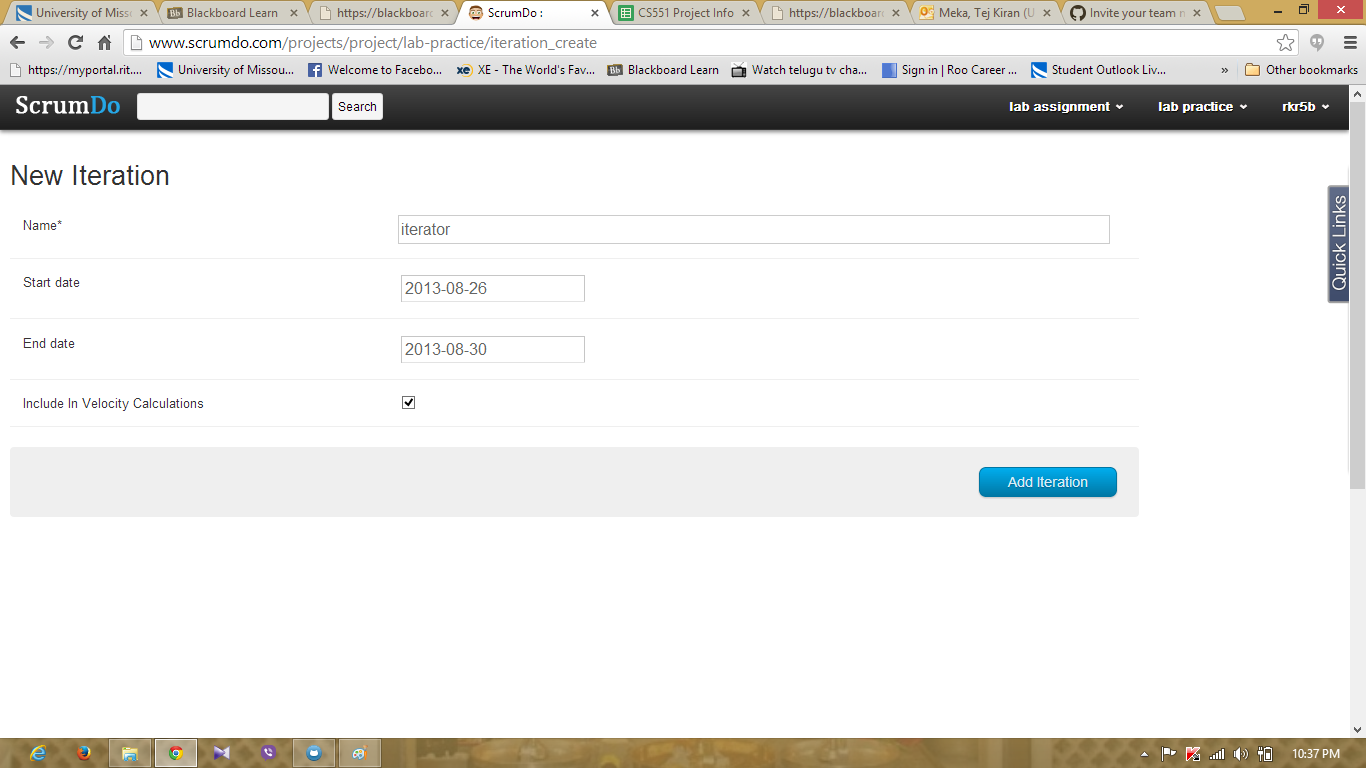 University of Miss
Blackboard Learn
https://blackboard
ScrumDo :
CS551 Project Info
https://blackboard
Meka, Tej Kiran (U
Invite your team n
www.scrumdo.com/projects/project/lab-practice/iteration_create
https://myportal.rit....
University of Missou...
Welcome to Facebo...
XE - The World's Fav...
Blackboard Learn
Watch telugu tv cha...
Sign in | Roo Career ...
Student Outlook Liv...
»
Other bookmarks
ScrumDo
Search
lab assignment
lab practice
rkr5b
New Iteration
Quick Links
Name*
iterator
Start date
2013-08-26
End date
2013-08-30
Include In Velocity Calculations
Add Iteration
10:37 PM